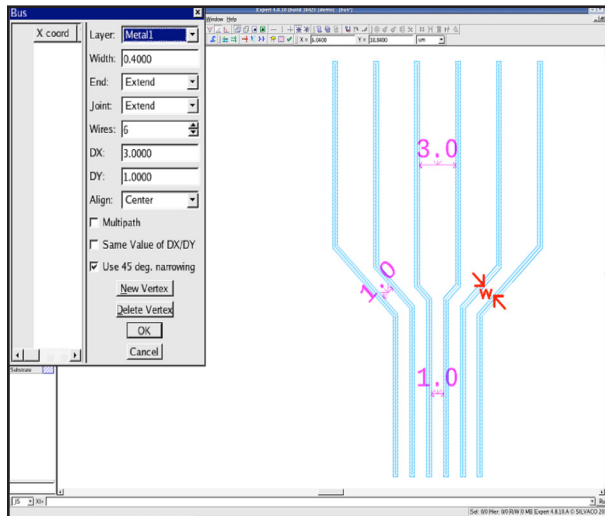 Bus
X coord
Layer: Metal1
Width: 0.4000
End: Extend
Joint: Extend
Wires: 6
DX: 3.0000
DY: 1.0000
Align: Center
Multipath
Same Value of DX/DY
Use 45 deg. narrowing
New Vertex
Delete Vertex
OK
Cancel
Window Help
um
3.0
1.0
W
1.0
Substrate